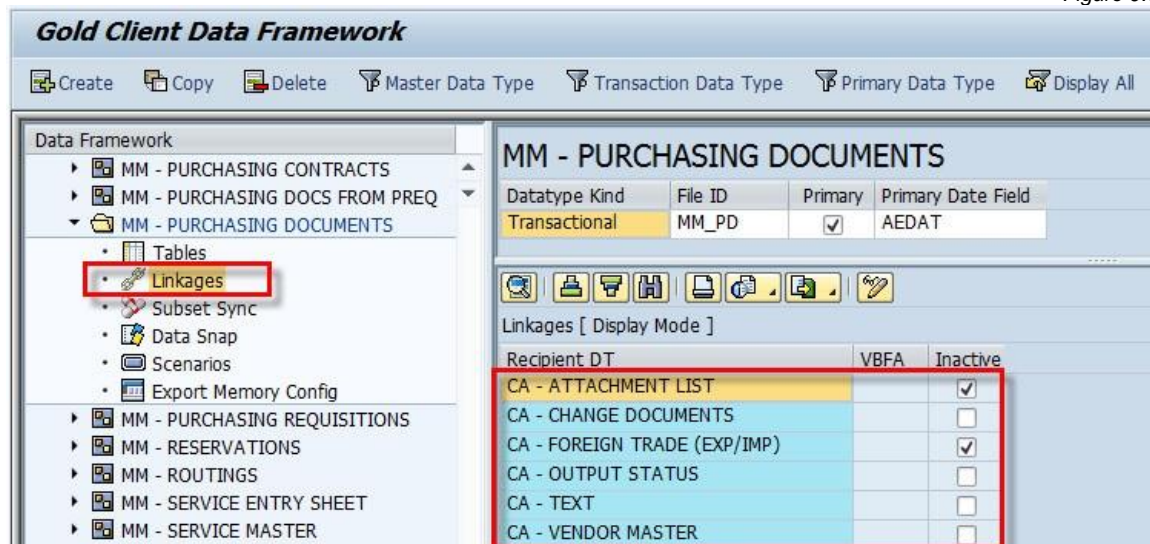 Figure
Gold Client Data Framework
Create Copy Delete Master Data Type Transaction Data Type Primary Data Type Display All
Data Framework
MM - PURCHASING CONTRACTS
MM - PURCHASING DOCS FROM PREQ
MM - PURCHASING DOCUMENTS
Tables
Linkages
Subset Sync
Data Snap
Scenarios
Export Memory Config
MM - PURCHASING REQUISITIONS
MM - RESERVATIONS
MM - ROUTINGS
MM - SERVICE ENTRY SHEET
MM - SERVICE MASTER
MM - PURCHASING DOCUMENTS
Datatype Kind File ID Primary Primary Date Field
Transactional MM_PD AEDAT
Linkages [ Display Mode ]
Recipient DT VBFA Inactive
CA - ATTACHMENT LIST
CA - CHANGE DOCUMENTS
CA - FOREIGN TRADE (EXP/IMP)
CA - OUTPUT STATUS
CA - TEXT
CA - VENDOR MASTER